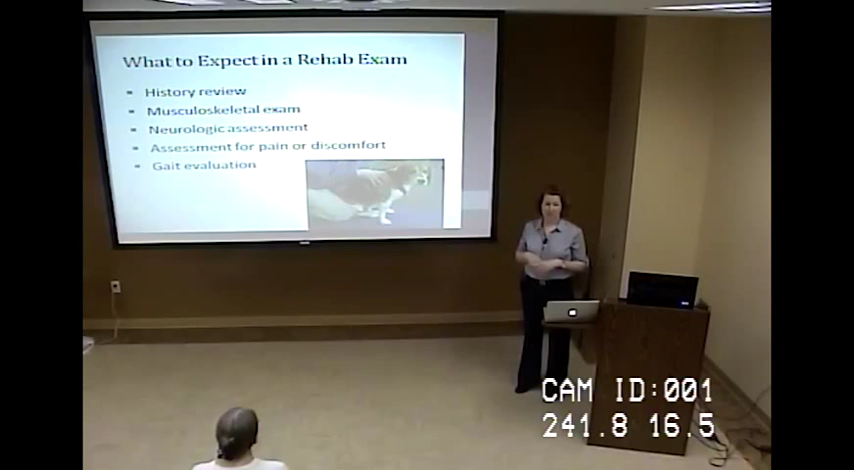 What to Expect in a Rehab Exam
▪ History review
▪ Musculoskeletal exam
▪ Neurologic assessment
▪ Assessment for pain or discomfort
▪ Gait evaluation
CAM ID:001
241.8 16.5